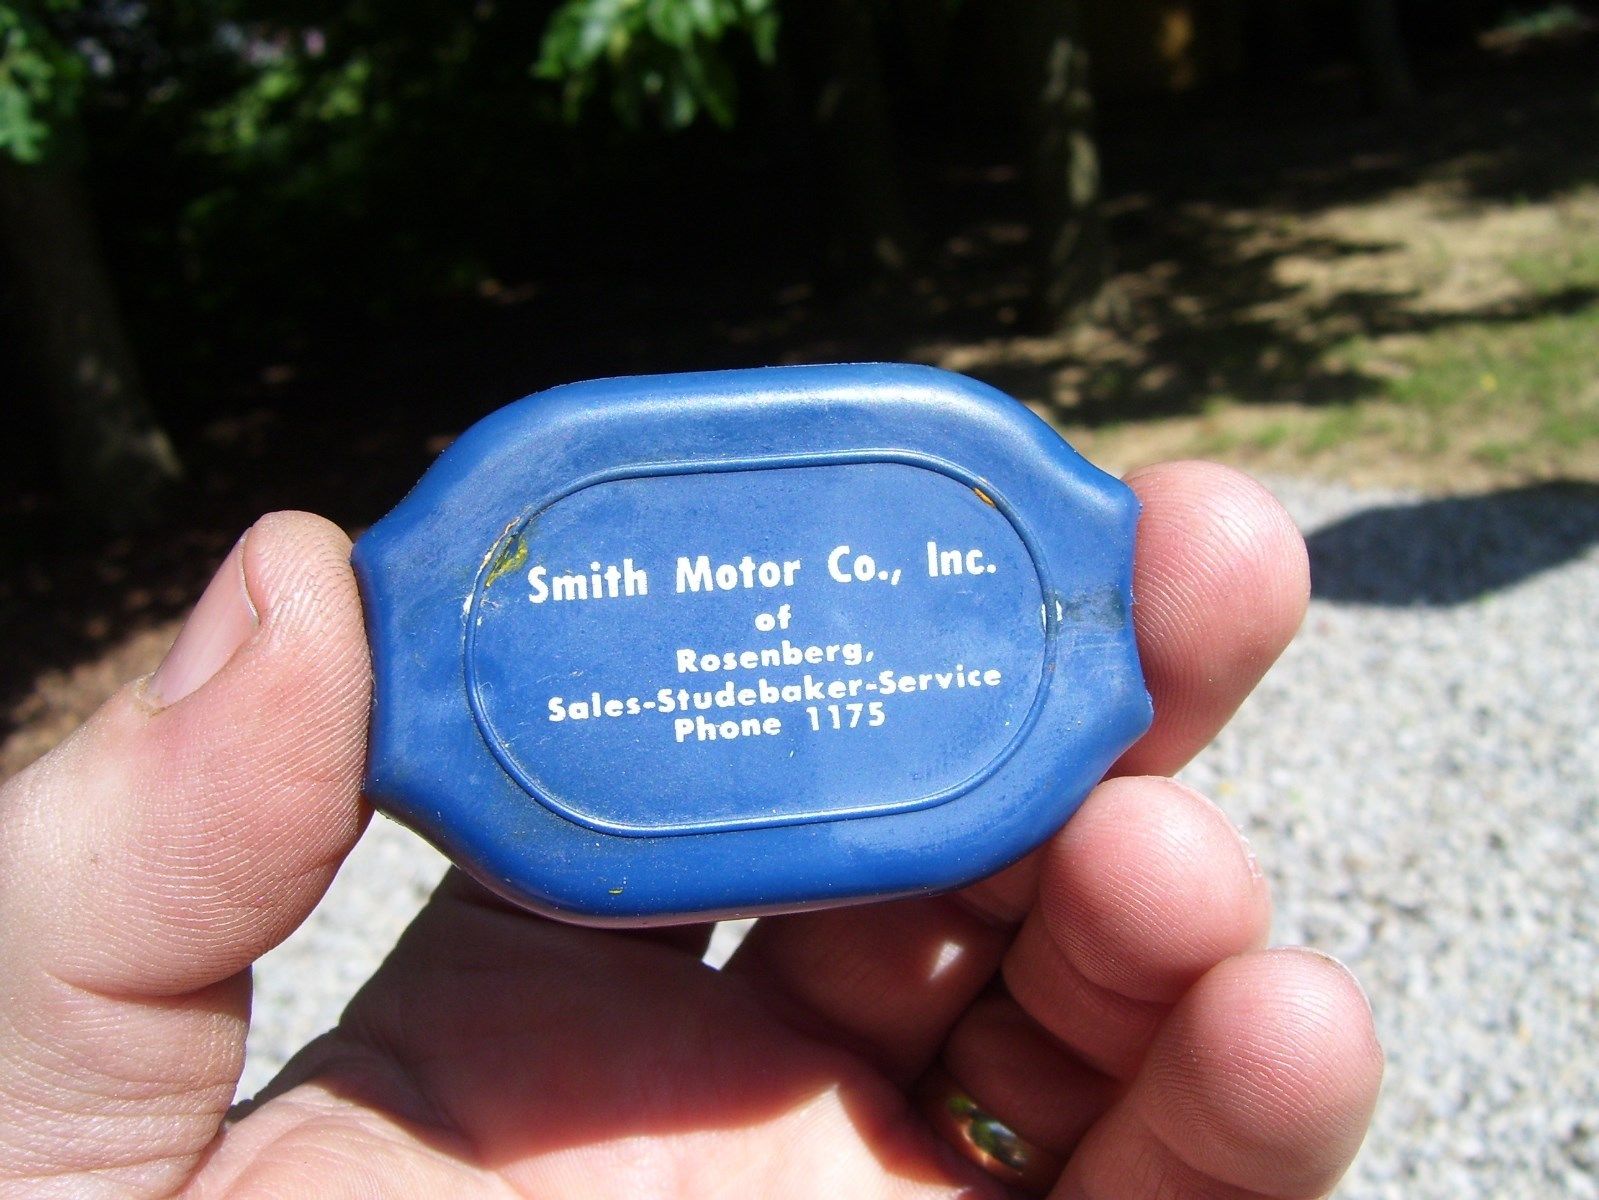 Smith Motor Co., Inc.
of
Rosenberg,
Sales-Studebaker-Service
Phone 1175